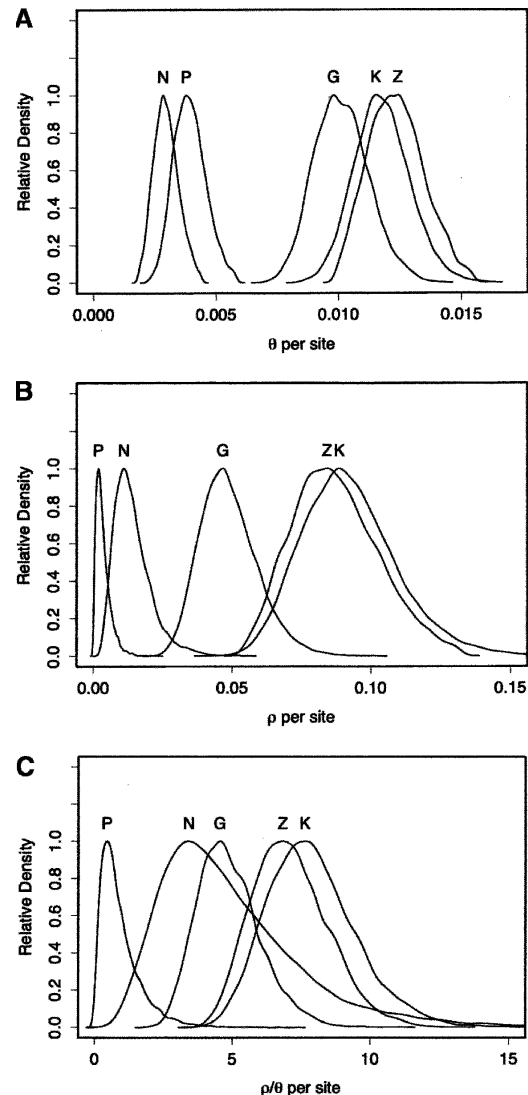 A
N P G K Z
Relative Density
0.0 0.2 0.4 0.6 0.8 1.0
0.000 0.005 0.010 0.015
θ per site
B
P N G Z K
Relative Density
0.0 0.2 0.4 0.6 0.8 1.0
0.00 0.05 0.10 0.15
ρ per site
C
P N G Z K
Relative Density
0.0 0.2 0.4 0.6 0.8 1.0
0 5 10 15
ρ/θ per site